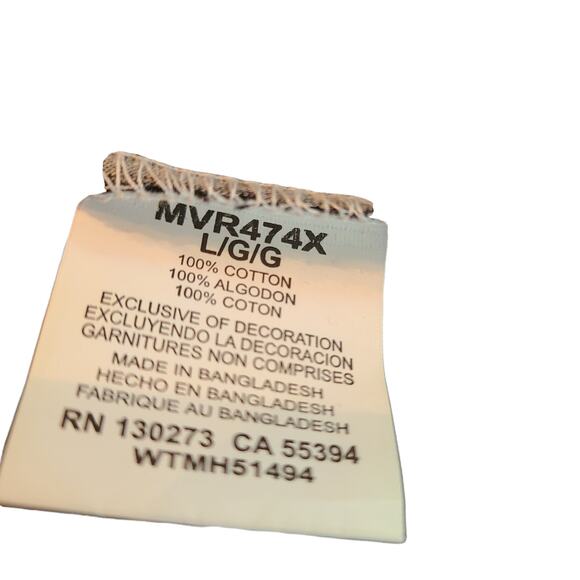 MVR474X
L/G/G
100% COTTON
100% ALGODON
100% COTON
EXCLUSIVE OF DECORATION
EXCLUYENDO LA DECORACION
GARNITURES NON COMPRISES
MADE IN BANGLADESH
HECHO EN BANGLADESH
FABRIQUE AU BANGLADESH
RN 130273 CA 55394
WTMH51494